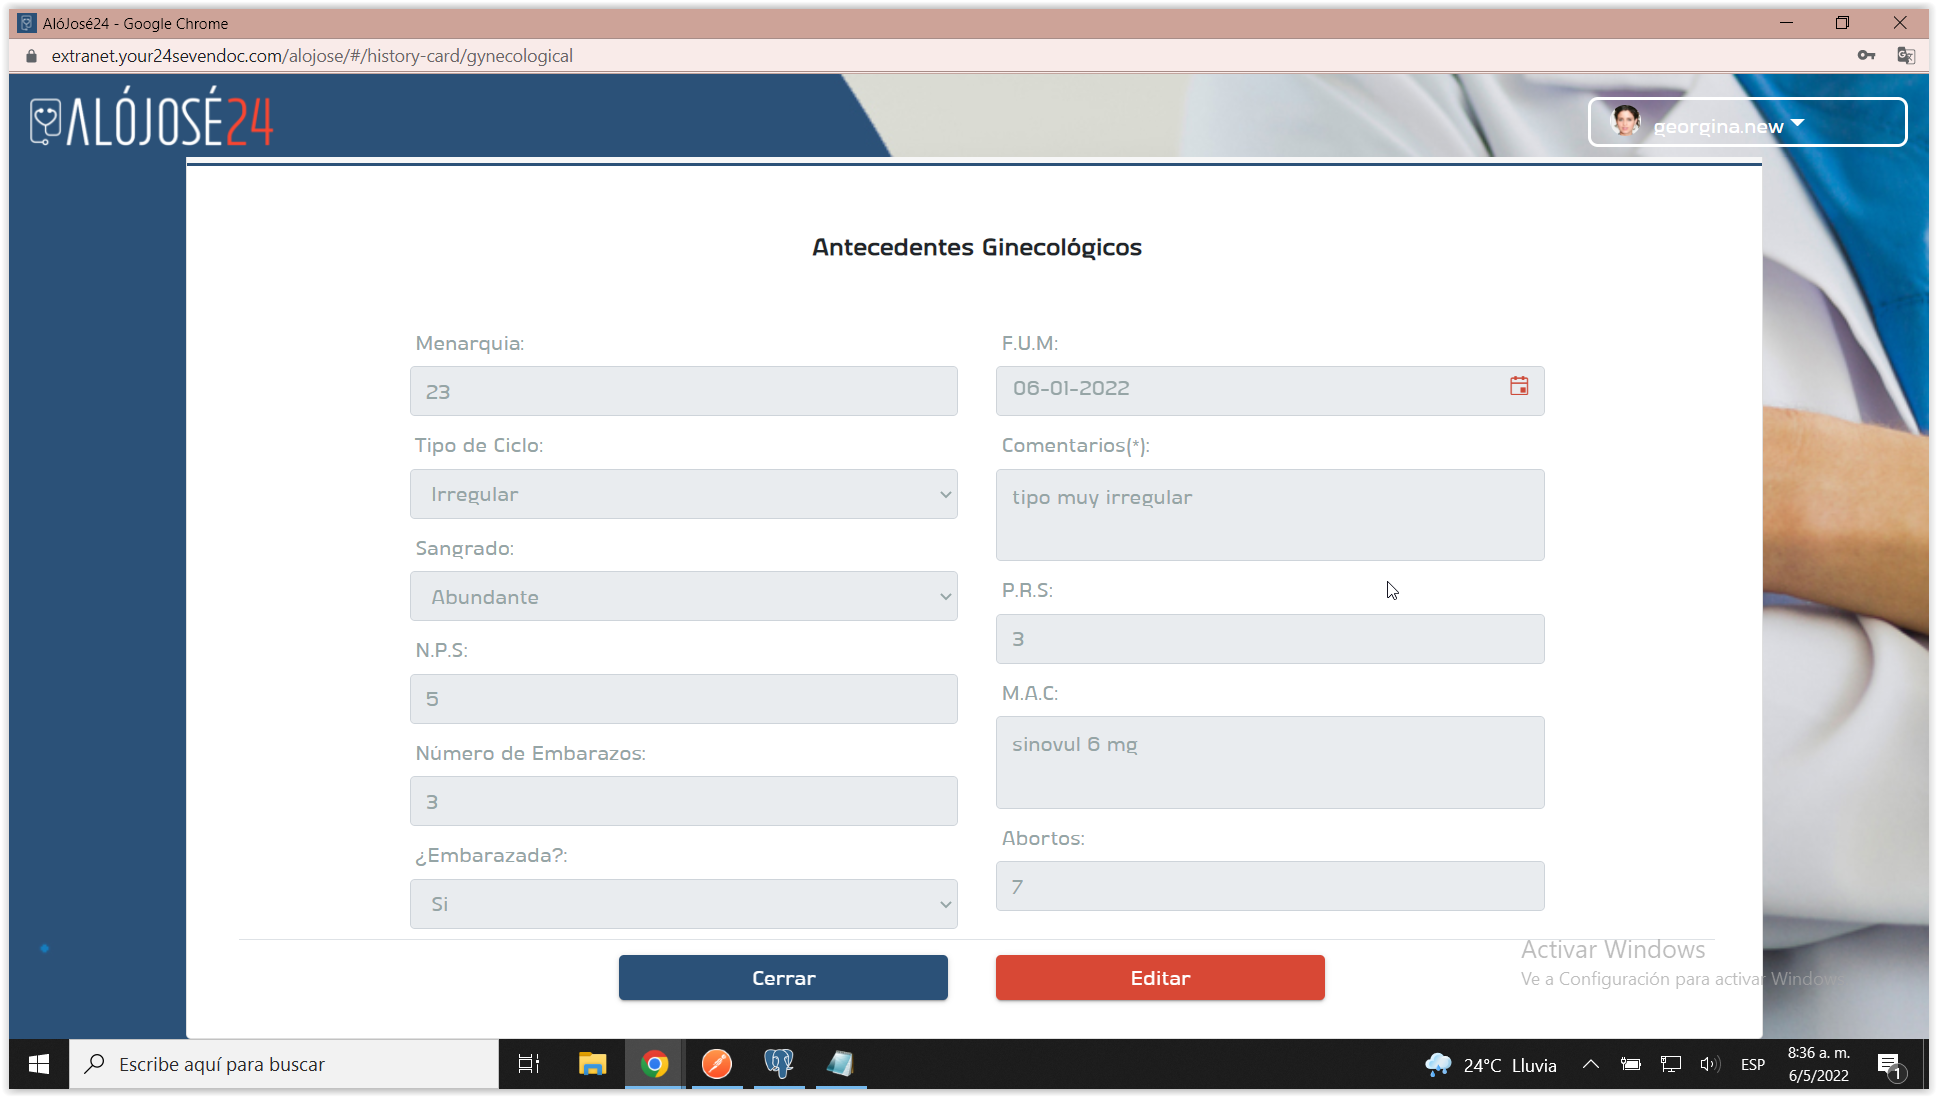 AlóJosé24 - Google Chrome
extranet.your24sevendoc.com/alojose/#/history-card/gynecological
ALÓJOSÉ24
georgina.new
Antecedentes Ginecológicos
Menarquia:
23
F.U.M:
06-01-2022
Tipo de Ciclo:
Irregular
Comentarios(*):
tipo muy irregular
Sangrado:
Abundante
P.R.S:
3
N.P.S:
5
M.A.C:
sinovul 6 mg
Número de Embarazos:
3
Abortos:
7
¿Embarazada?:
Si
Cerrar
Editar
Activar Windows
Ve a Configuración para activar Windows.
Escribe aquí para buscar
24°C Lluvia
ESP
8:36 a. m.
6/5/2022
1